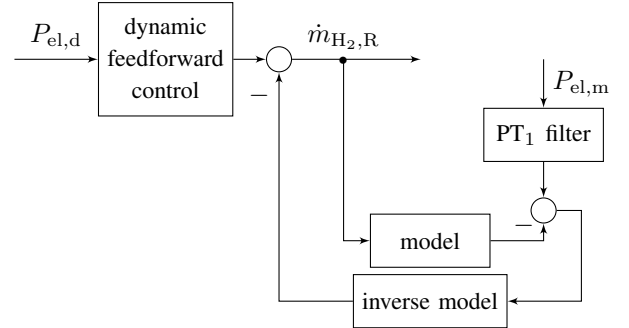 P_el,d
dynamic
feedforward
control
−
ṁ_H₂,R
P_el,m
PT₁ filter
−
model
inverse model